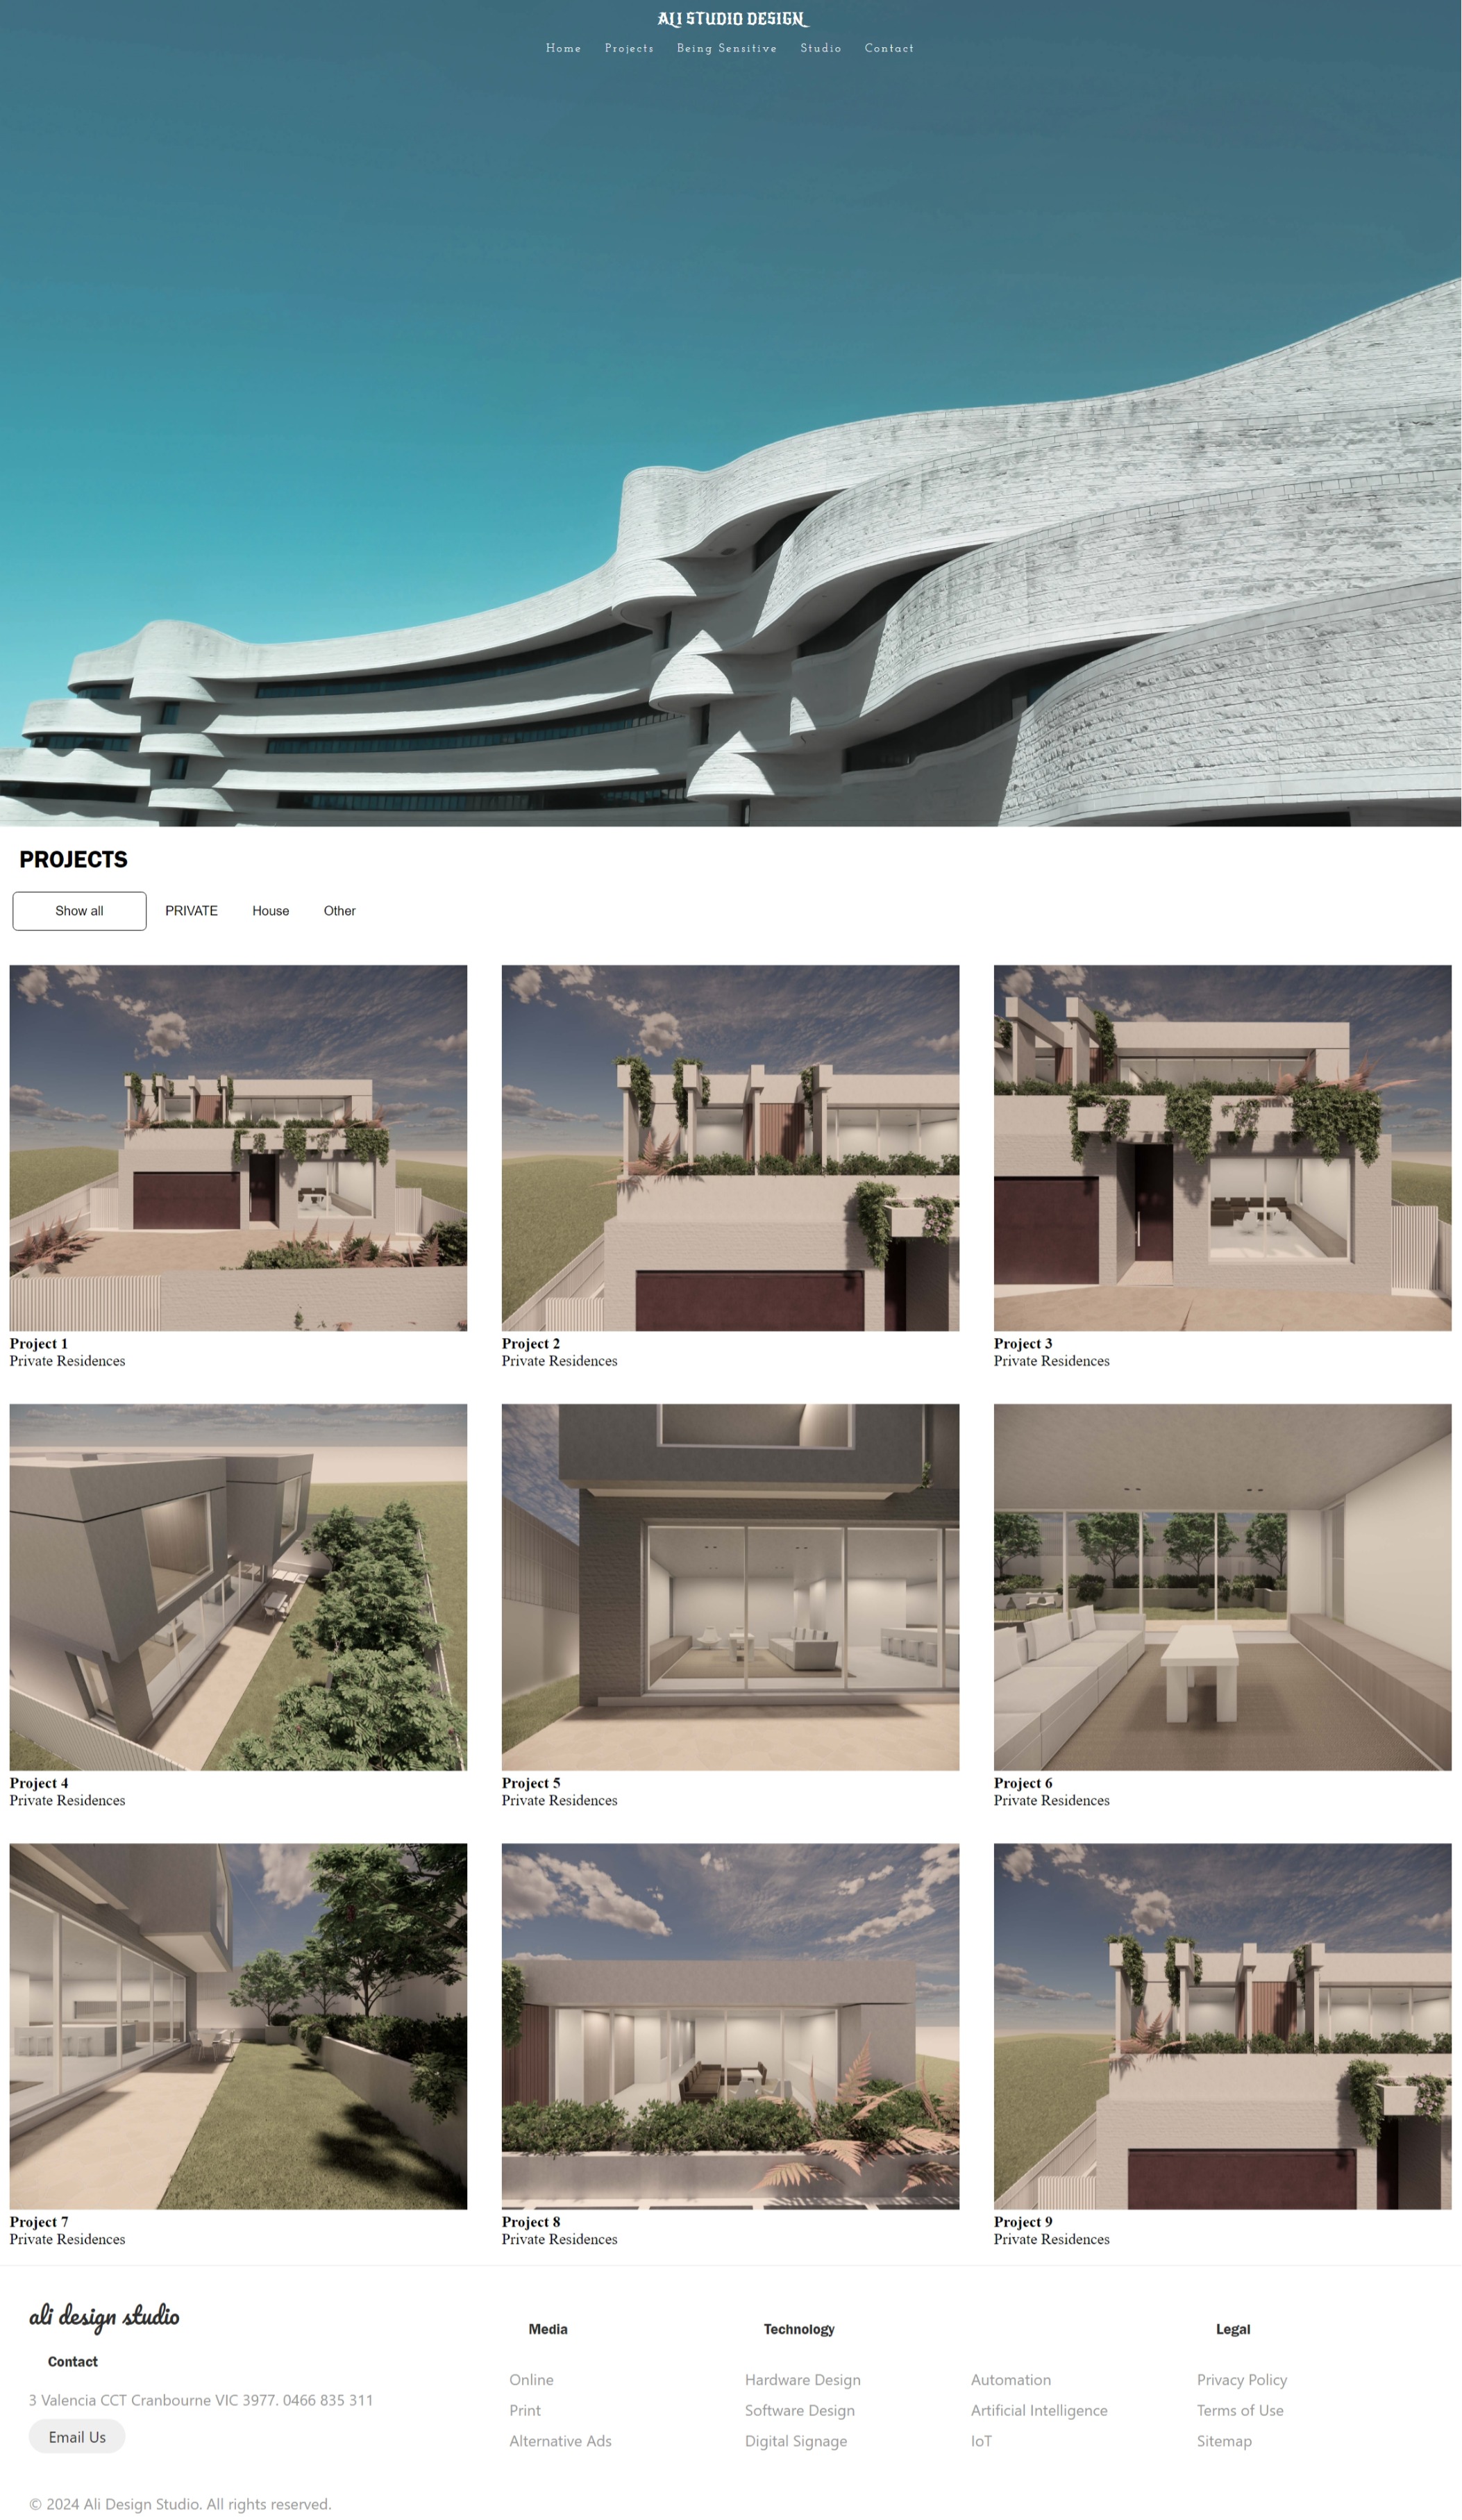 ALI STUDIO DESIGN
Home Projects Being Sensitive Studio Contact
PROJECTS
Show all PRIVATE House Other
Project 1
Private Residences
Project 2
Private Residences
Project 3
Private Residences
Project 4
Private Residences
Project 5
Private Residences
Project 6
Private Residences
Project 7
Private Residences
Project 8
Private Residences
Project 9
Private Residences
ali design studio
Contact
3 Valencia CCT Cranbourne VIC 3977. 0466 835 311
Email Us
Media
Online
Print
Alternative Ads
Technology
Hardware Design
Software Design
Digital Signage
Automation
Artificial Intelligence
IoT
Legal
Privacy Policy
Terms of Use
Sitemap
© 2024 Ali Design Studio. All rights reserved.